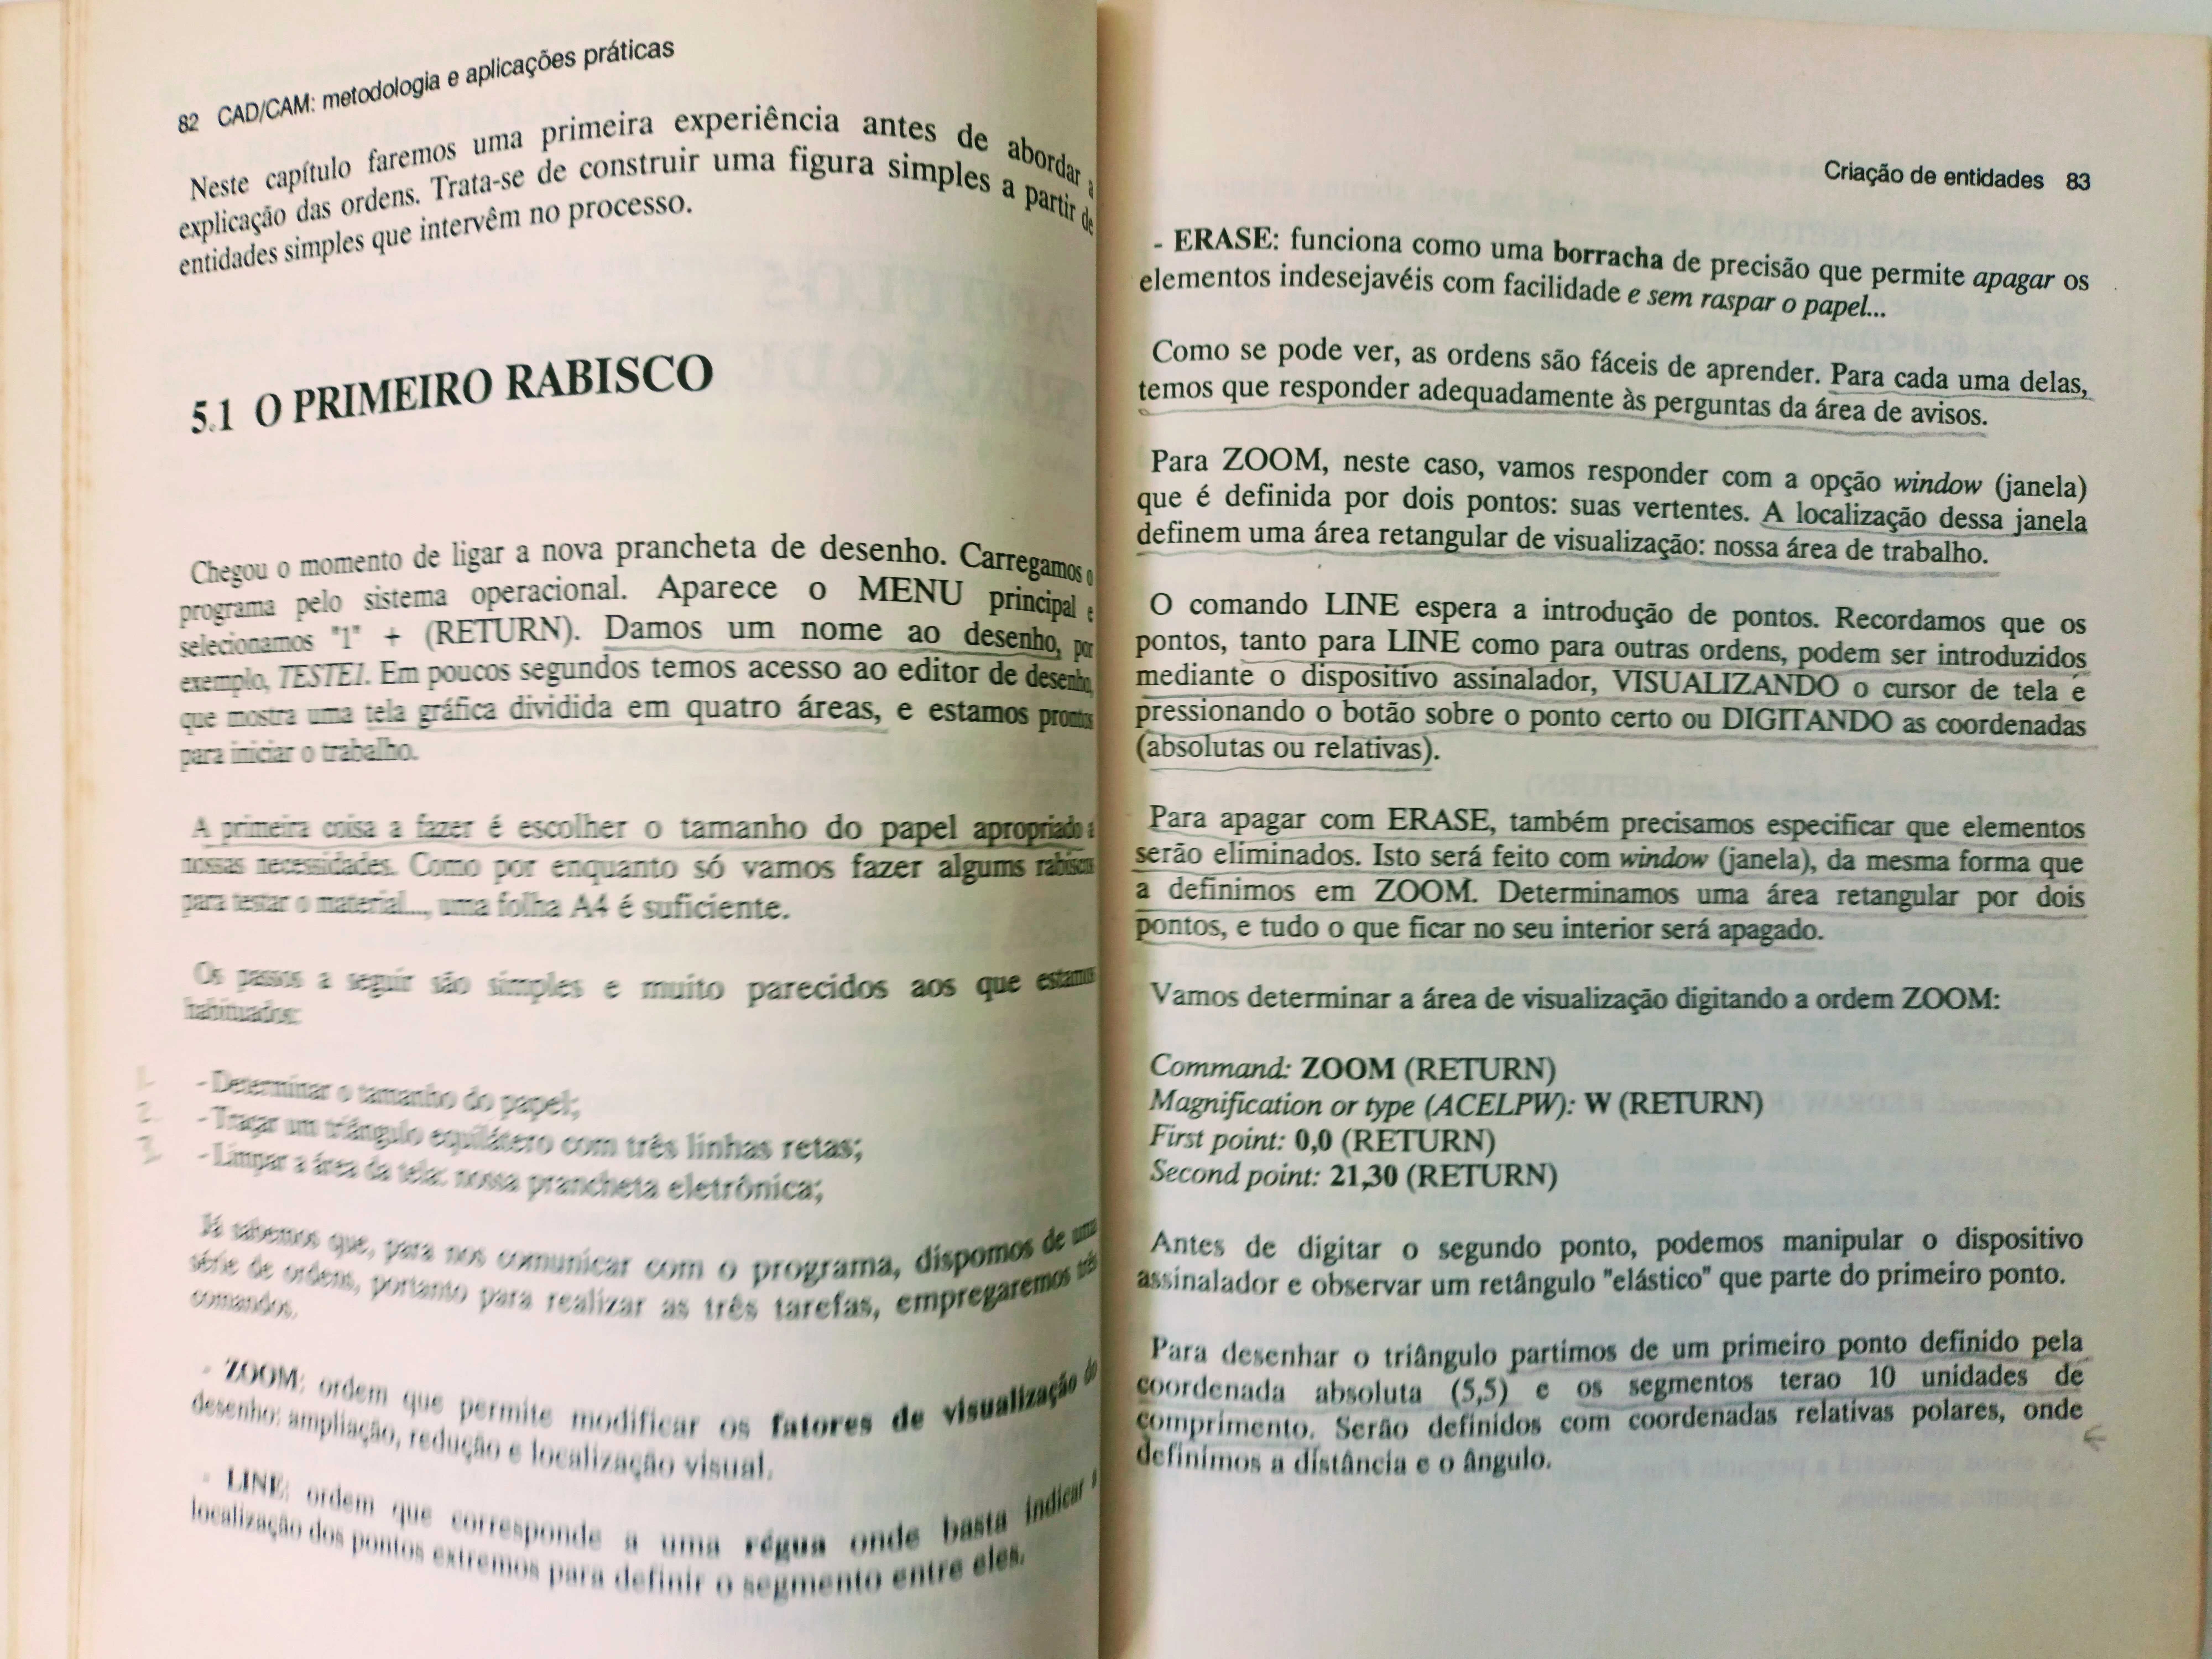 82 CAD/CAM: metodologia e aplicações práticas
Neste capítulo faremos uma primeira experiência antes de abordar a
explicação das ordens. Trata-se de construir uma figura simples a partir de
entidades simples que intervêm no processo.
5.1 O PRIMEIRO RABISCO
Chegou o momento de ligar a nova prancheta de desenho. Carregamos o
programa pelo sistema operacional. Aparece o MENU principal e
selecionamos "1" + (RETURN). Damos um nome ao desenho, por
exemplo, TESTE1. Em poucos segundos temos acesso ao editor de desenho,
que mostra uma tela gráfica dividida em quatro áreas, e estamos prontos
para iniciar o trabalho.
A primeira coisa a fazer é escolher o tamanho do papel apropriado a
nossas necessidades. Como por enquanto só vamos fazer algums rabiscos
para testar o material..., uma folha A4 é suficiente.
Os passos a seguir são simples e muito parecidos aos que estamos
habituados:
1. - Determinar o tamanho do papel;
2. - Traçar um triângulo equilátero com três linhas retas;
3. - Limpar a área da tela: nossa prancheta eletrônica;
Já sabemos que, para nos comunicar com o programa, dispomos de uma
série de ordens, portanto para realizar as três tarefas, empregaremos três
comandos.
- ZOOM: ordem que permite modificar os fatores de visualização do
desenho: ampliação, redução e localização visual.
- LINE: ordem que corresponde a uma régua onde basta indicar a
localização dos pontos extremos para definir o segmento entre eles.
Criação de entidades 83
- ERASE: funciona como uma borracha de precisão que permite apagar os
elementos indesejavéis com facilidade e sem raspar o papel...
Como se pode ver, as ordens são fáceis de aprender. Para cada uma delas,
temos que responder adequadamente às perguntas da área de avisos.
Para ZOOM, neste caso, vamos responder com a opção window (janela)
que é definida por dois pontos: suas vertentes. A localização dessa janela
definem uma área retangular de visualização: nossa área de trabalho.
O comando LINE espera a introdução de pontos. Recordamos que os
pontos, tanto para LINE como para outras ordens, podem ser introduzidos
mediante o dispositivo assinalador, VISUALIZANDO o cursor de tela e
pressionando o botão sobre o ponto certo ou DIGITANDO as coordenadas
(absolutas ou relativas).
Para apagar com ERASE, também precisamos especificar que elementos
serão eliminados. Isto será feito com window (janela), da mesma forma que
a definimos em ZOOM. Determinamos uma área retangular por dois
pontos, e tudo o que ficar no seu interior será apagado.
Vamos determinar a área de visualização digitando a ordem ZOOM:
Command: ZOOM (RETURN)
Magnification or type (ACELPW): W (RETURN)
First point: 0,0 (RETURN)
Second point: 21,30 (RETURN)
Antes de digitar o segundo ponto, podemos manipular o dispositivo
assinalador e observar um retângulo "elástico" que parte do primeiro ponto.
Para desenhar o triângulo partimos de um primeiro ponto definido pela
coordenada absoluta (5,5) e os segmentos terao 10 unidades de
comprimento. Serão definidos com coordenadas relativas polares, onde
definimos a distância e o ângulo.